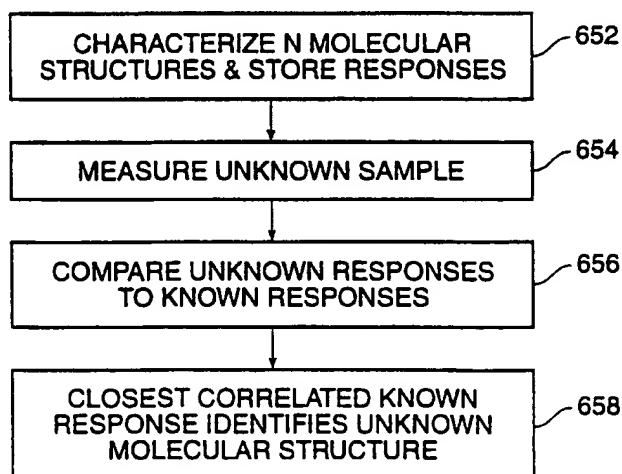 CHARACTERIZE N MOLECULAR
STRUCTURES & STORE RESPONSES
652
MEASURE UNKNOWN SAMPLE
654
COMPARE UNKNOWN RESPONSES
TO KNOWN RESPONSES
656
CLOSEST CORRELATED KNOWN
RESPONSE IDENTIFIES UNKNOWN
MOLECULAR STRUCTURE
658